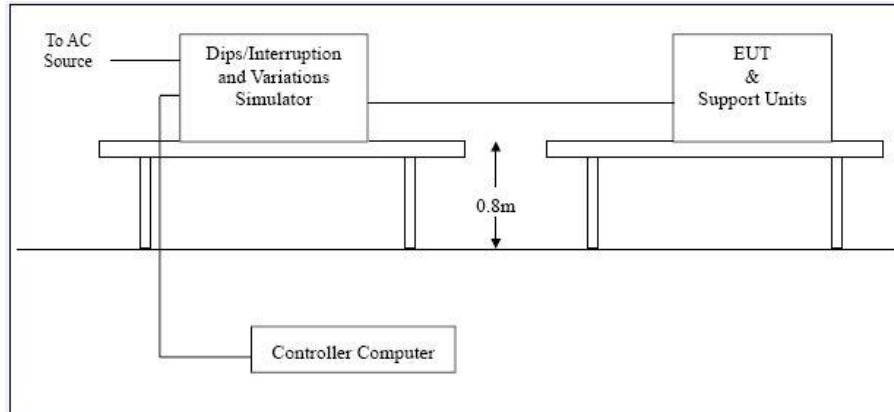 To AC
Source
Dips/Interruption
and Variations
Simulator
EUT
&
Support Units
0.8m
Controller Computer